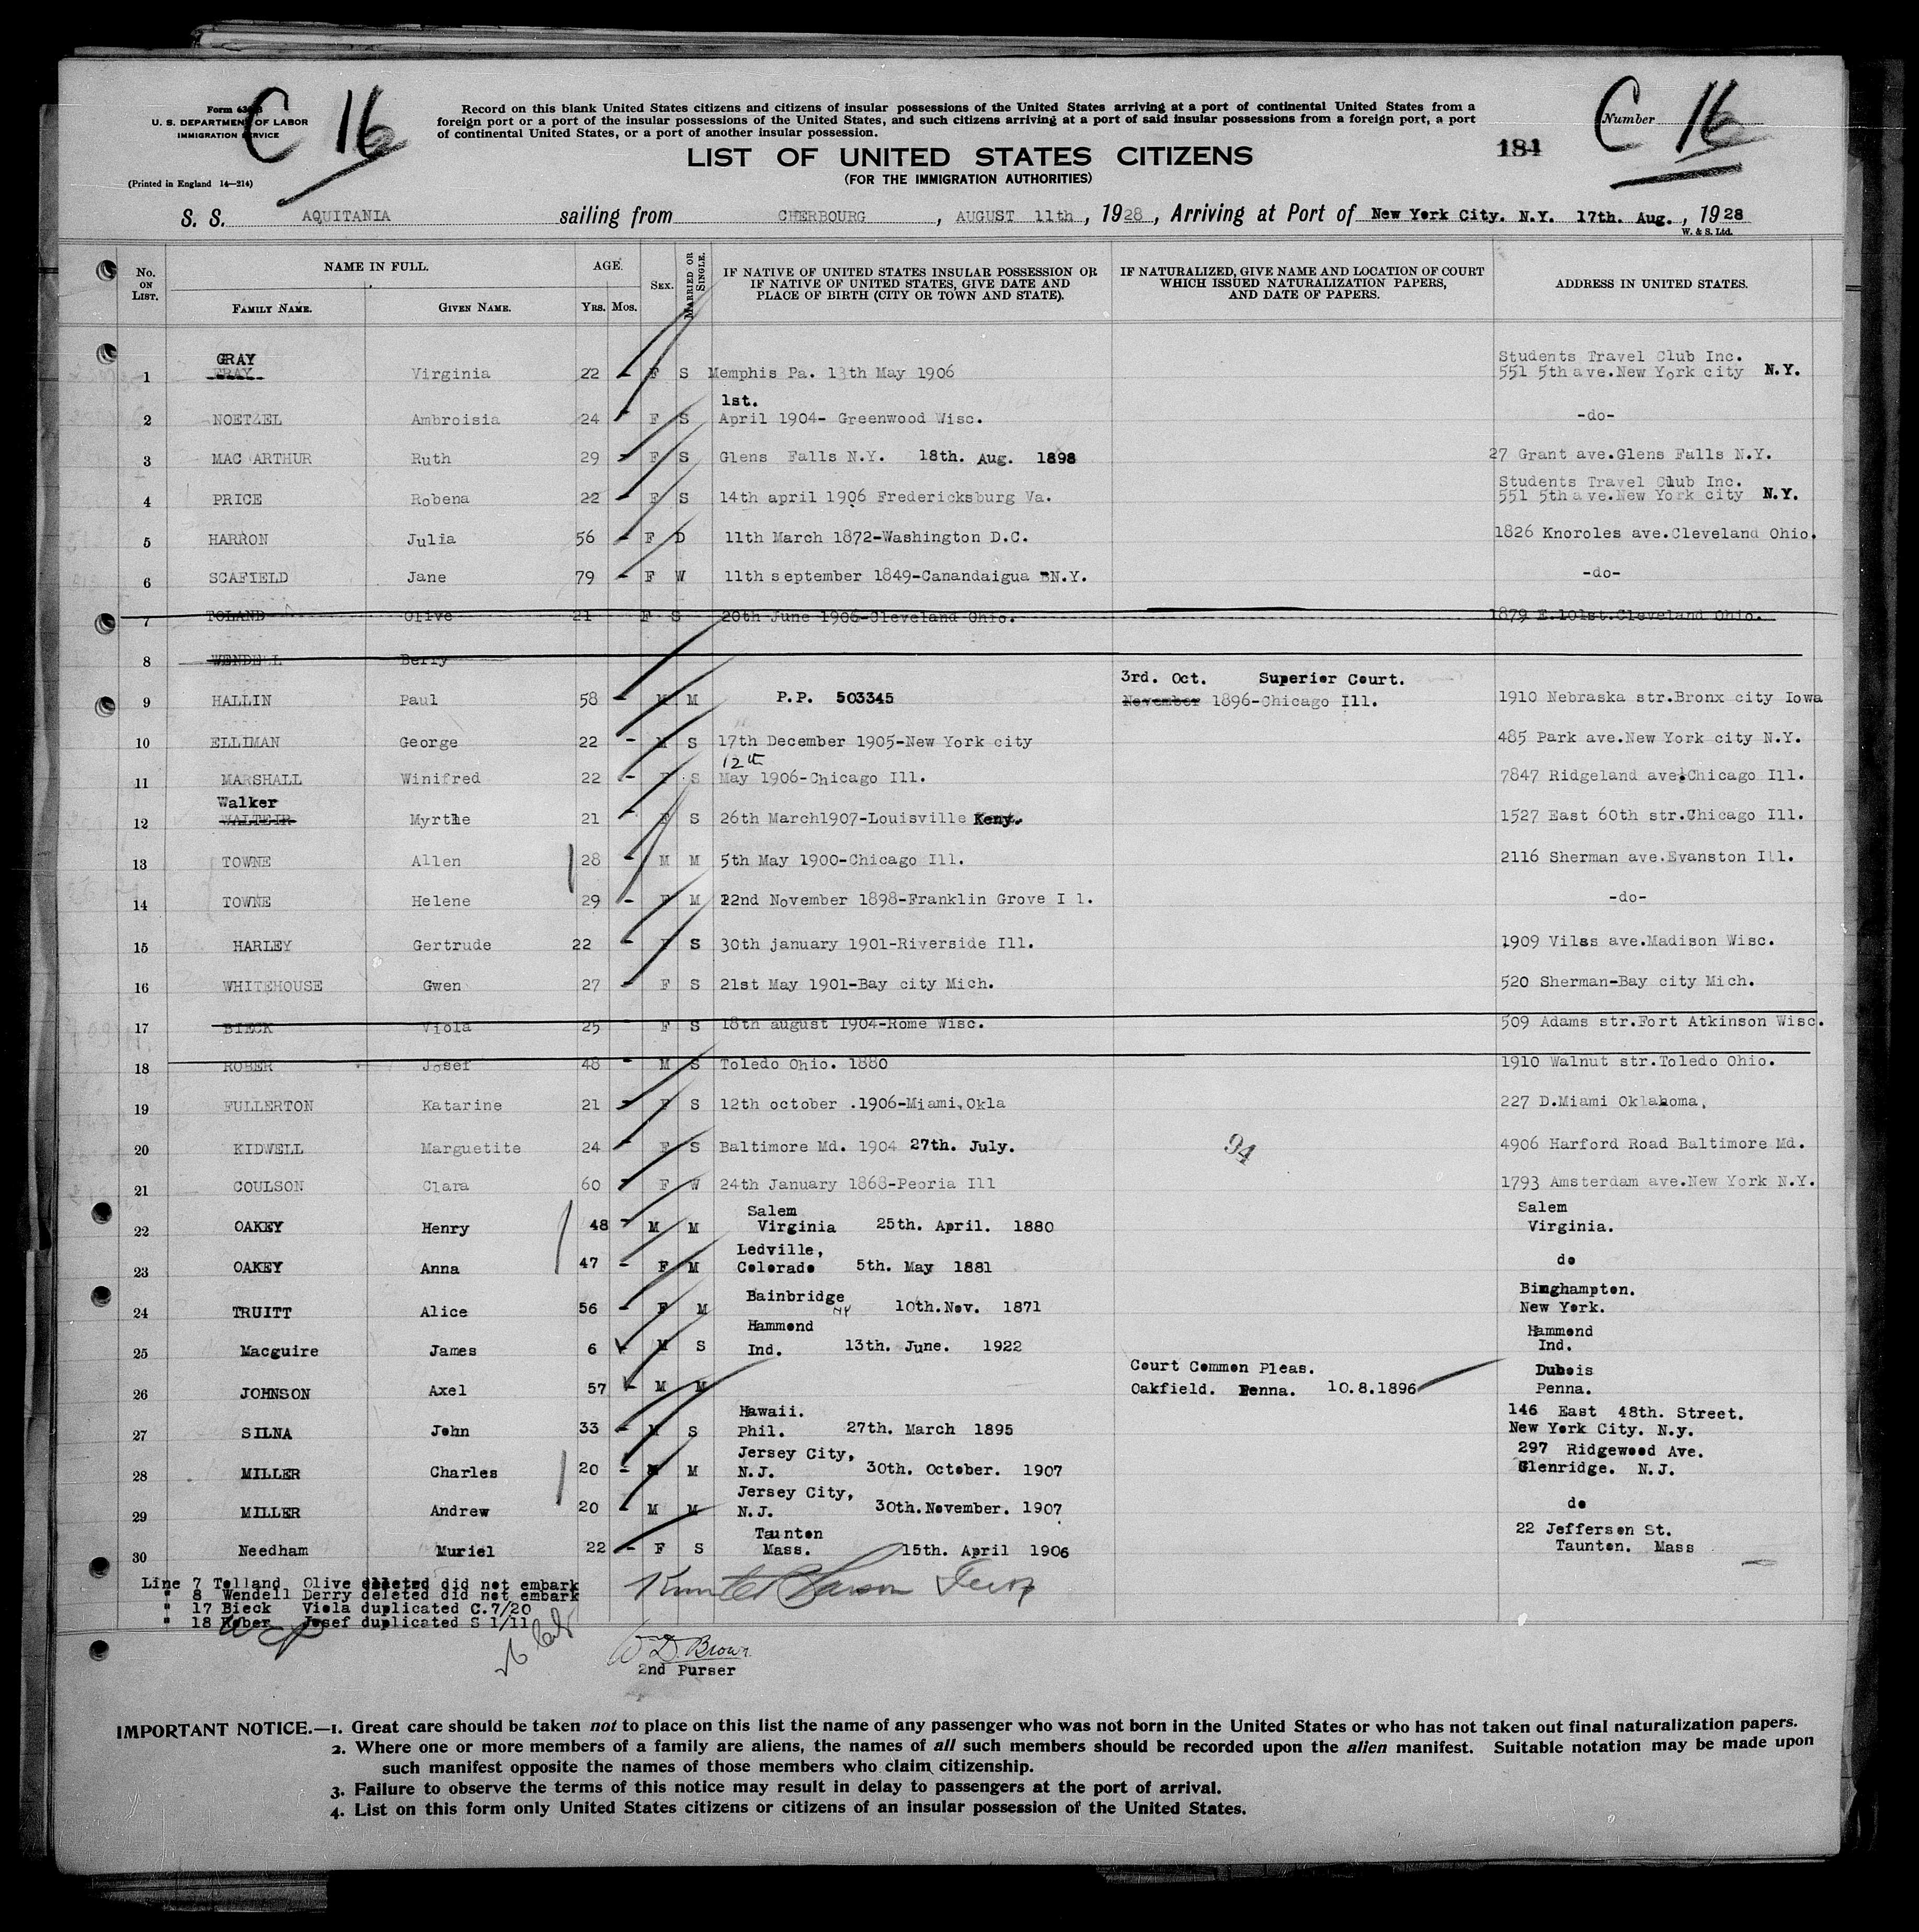 Form 630 B
U. S. DEPARTMENT OF LABOR
IMMIGRATION SERVICE
(Printed in England 14—214)
C 16
Record on this blank United States citizens and citizens of insular possessions of the United States arriving at a port of continental United States from a
foreign port or a port of the insular possessions of the United States, and such citizens arriving at a port of said insular possessions from a foreign port, a port
of continental United States, or a port of another insular possession.
LIST OF UNITED STATES CITIZENS
(FOR THE IMMIGRATION AUTHORITIES)
184
Number C 16
S. S. AQUITANIA sailing from CHERBOURG, AUGUST 11th, 1928, Arriving at Port of New York City. N.Y. 17th. Aug., 1928
W. & S. Ltd.
No. ON LIST. NAME IN FULL. AGE. SEX. MARRIED OR SINGLE. IF NATIVE OF UNITED STATES INSULAR POSSESSION OR IF NATIVE OF UNITED STATES, GIVE DATE AND PLACE OF BIRTH (CITY OR TOWN AND STATE). IF NATURALIZED, GIVE NAME AND LOCATION OF COURT WHICH ISSUED NATURALIZATION PAPERS, AND DATE OF PAPERS. ADDRESS IN UNITED STATES.
FAMILY NAME. GIVEN NAME. YRS. MOS.
GRAY Students Travel Club Inc.
1 FRAY Virginia 22 - F S Memphis Pa. 13th May 1906 551 5th ave.New York city N.Y.
1st.
2 NOETZEL Ambroisia 24 - F S April 1904- Greenwood Wisc. -do-
3 MAC ARTHUR Ruth 29 - F S Glens Falls N.Y. 18th. Aug. 1898 27 Grant ave.Glens Falls N.Y.
Students Travel Club Inc.
4 PRICE Robena 22 - F S 14th april 1906 Fredericksburg Va. 551 5th ave.New York city N.Y.
5 HARRON Julia 56 - F D 11th March 1872-Washington D.C. 1826 Knoroles ave.Cleveland Ohio.
6 SCAFIELD Jane 79 - F W 11th september 1849-Canandaigua N.Y. -do-
7 TOLAND Olive 21 F S 20th June 1906-Cleveland Ohio. 1879 E.101st.Cleveland Ohio.
8 WENDELL Berry
3rd. Oct. Superior Court.
9 HALLIN Paul 58 - M M P.P. 503345 November 1896-Chicago Ill. 1910 Nebraska str.Bronx city Iowa
10 ELLIMAN George 22 - M S 17th December 1905-New York city 485 Park ave.New York city N.Y.
12th
11 MARSHALL Winifred 22 - F S May 1906-Chicago Ill. 7847 Ridgeland ave.Chicago Ill.
Walker
12 WALTEIR Myrthe 21 - F S 26th March1907-Louisville Keny. 1527 East 60th str.Chicago Ill.
13 TOWNE Allen 28 - M M 5th May 1900-Chicago Ill. 2116 Sherman ave.Evanston Ill.
14 TOWNE Helene 29 - F M 22nd November 1898-Franklin Grove I l. -do-
15 HARLEY Gertrude 22 - F S 30th january 1901-Riverside Ill. 1909 Vilas ave.Madison Wisc.
16 WHITEHOUSE Gwen 27 - F S 21st May 1901-Bay city Mich. 520 Sherman-Bay city Mich.
17 BIECK Viola 25 - F S 18th august 1904-Rome Wisc. 509 Adams str.Fort Atkinson Wisc.
18 ROBER Josef 48 - M S Toledo Ohio. 1880 1910 Walnut str.Toledo Ohio.
19 FULLERTON Katarine 21 - F S 12th october .1906-Miami,Okla 227 D.Miami Oklahoma,
20 KIDWELL Marguetite 24 - F S Baltimore Md. 1904 27th. July. 94 4906 Harford Road Baltimore Md.
21 COULSON Clara 60 - F W 24th January 1868-Peoria Ill 1793 Amsterdam ave.New York N.Y.
Salem Salem
22 OAKEY Henry 48 - M M Virginia 25th. April. 1880 Virginia.
Ledville,
23 OAKEY Anna 47 - F M Colorado 5th. May 1881 do
Bainbridge Binghampton.
24 TRUITT Alice 56 - F M NY 10th.Nov. 1871 New York.
Hammond Hammond
25 Macguire James 6 M S Ind. 13th. June. 1922 Ind.
Court Common Pleas. Dubois
26 JOHNSON Axel 57 - M M Oakfield. Penna. 10.8.1896 Penna.
Hawaii. 146 East 48th. Street.
27 SILNA John 33 - M S Phil. 27th. March 1895 New York City. N.y.
Jersey City, 297 Ridgewood Ave.
28 MILLER Charles 20 - M M N.J. 30th. October. 1907 Glenridge. N.J.
Jersey City,
29 MILLER Andrew 20 - M M N.J. 30th.November. 1907 do
Taunton 22 Jefferson St.
30 Needham Muriel 22 - F S Mass. 15th. April 1906 Taunton. Mass
Line 7 Tolland Olive deleted did not embark
" 8 Wendell Derry deleted did not embark
" 17 Bieck Viola duplicated C.7/20
" 18 Rober Josef duplicated S 1/11
W D Brown
2nd Purser
IMPORTANT NOTICE.—1. Great care should be taken not to place on this list the name of any passenger who was not born in the United States or who has not taken out final naturalization papers.
2. Where one or more members of a family are aliens, the names of all such members should be recorded upon the alien manifest. Suitable notation may be made upon
such manifest opposite the names of those members who claim citizenship.
3. Failure to observe the terms of this notice may result in delay to passengers at the port of arrival.
4. List on this form only United States citizens or citizens of an insular possession of the United States.